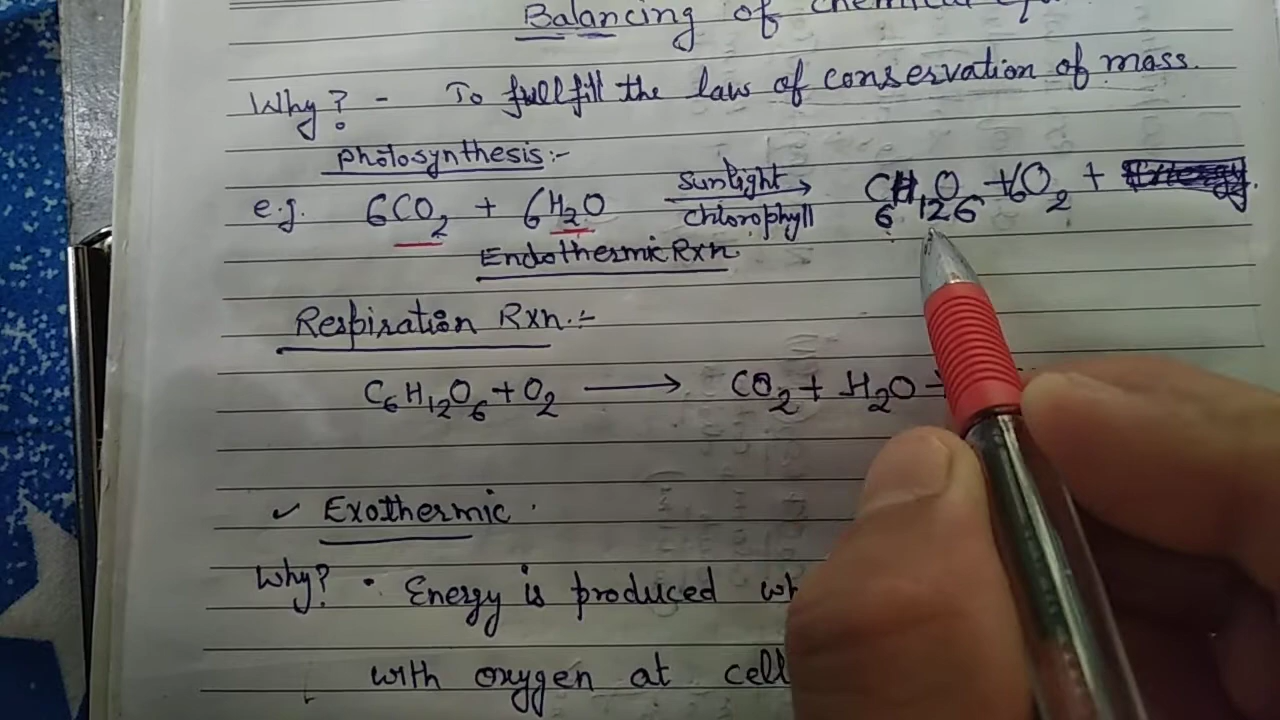 Balancing of Chemical
Why? - To fullfill the law of conservation of mass.
Photosynthesis:-
e.g. 6CO2 + 6H2O Sunlight Chlorophyll → C6H12O6 + 6O2 +
Endothermic Rxn.
Respiration Rxn.:-
C6H12O6 + O2 → CO2 + H2O +
✓ Exothermic.
Why? • Energy is produced
with oxygen at cell